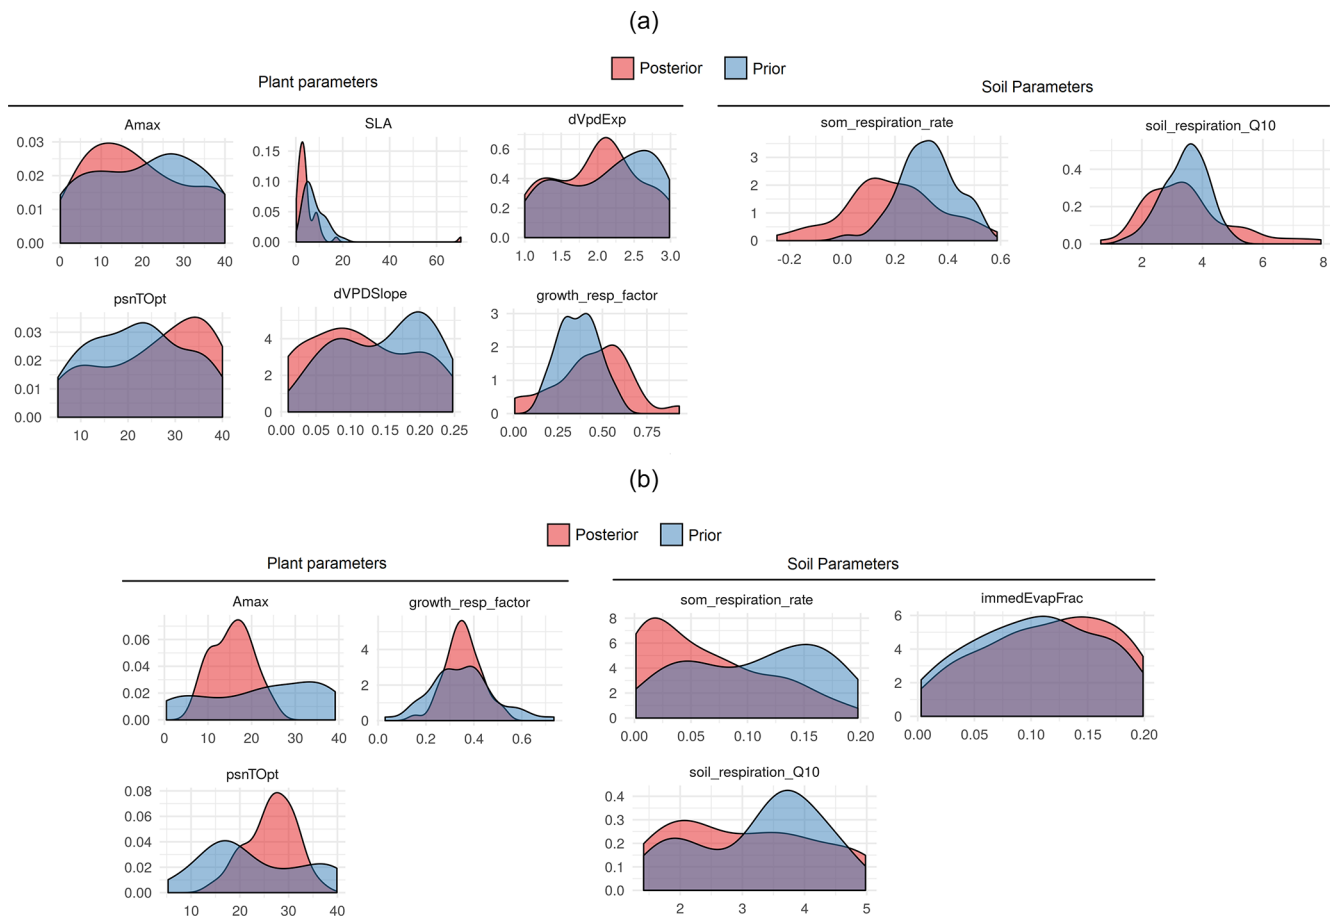 (a)
Posterior Prior
Plant parameters
Soil Parameters
Amax
0.03
0.02
0.01
0.00
0 10 20 30 40
SLA
0.15
0.10
0.05
0.00
0 20 40 60
dVpdExp
0.6
0.4
0.2
0.0
1.0 1.5 2.0 2.5 3.0
som_respiration_rate
3
2
1
0
-0.2 0.0 0.2 0.4 0.6
soil_respiration_Q10
0.4
0.2
0.0
2 4 6 8
psnTOpt
0.03
0.02
0.01
0.00
10 20 30 40
dVPDSlope
4
2
0
0.00 0.05 0.10 0.15 0.20 0.25
growth_resp_factor
3
2
1
0
0.00 0.25 0.50 0.75
(b)
Posterior Prior
Plant parameters
Soil Parameters
Amax
0.06
0.04
0.02
0.00
0 10 20 30 40
growth_resp_factor
4
2
0
0.0 0.2 0.4 0.6
som_respiration_rate
8
6
4
2
0
0.00 0.05 0.10 0.15 0.20
immedEvapFrac
6
4
2
0
0.00 0.05 0.10 0.15 0.20
psnTOpt
0.08
0.06
0.04
0.02
0.00
10 20 30 40
soil_respiration_Q10
0.4
0.3
0.2
0.1
0.0
2 3 4 5